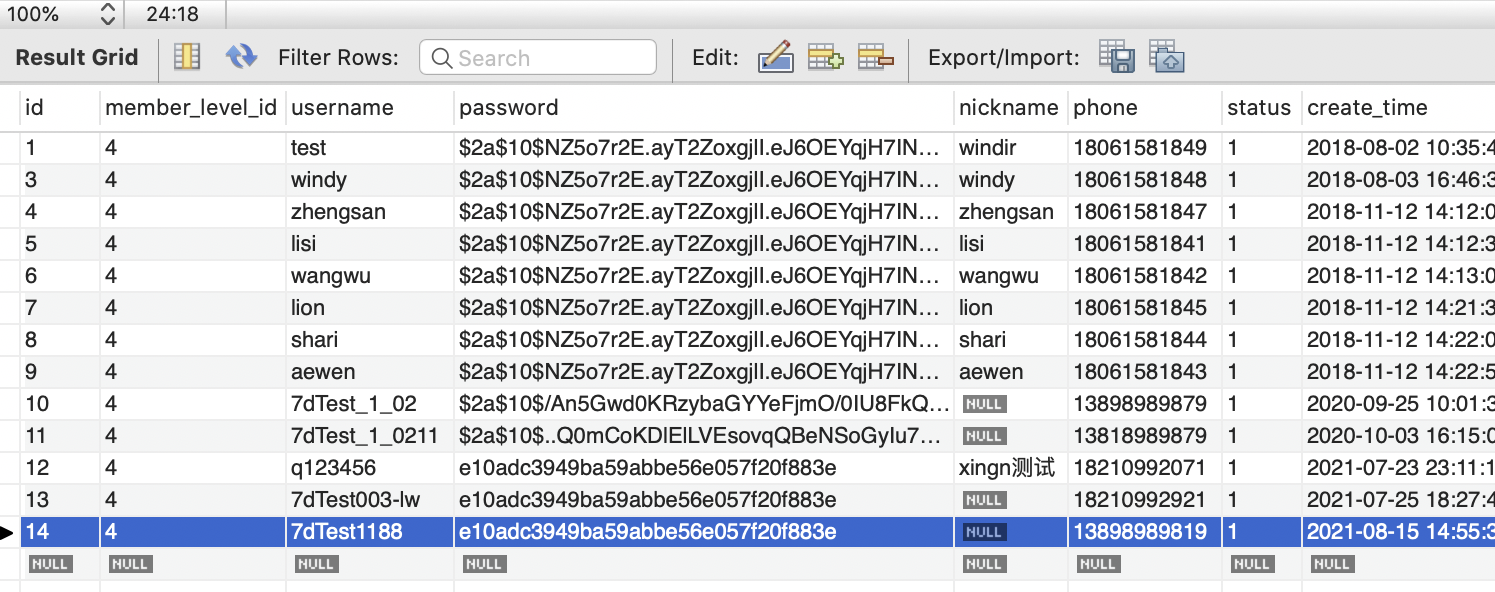 100% 24:18
Result Grid Filter Rows: Search Edit: Export/Import:
id member_level_id username password nickname phone status create_time
1 4 test $2a$10$NZ5o7r2E.ayT2ZoxgjlI.eJ6OEYqjH7IN... windir 18061581849 1 2018-08-02 10:35:4
3 4 windy $2a$10$NZ5o7r2E.ayT2ZoxgjlI.eJ6OEYqjH7IN... windy 18061581848 1 2018-08-03 16:46:3
4 4 zhengsan $2a$10$NZ5o7r2E.ayT2ZoxgjlI.eJ6OEYqjH7IN... zhengsan 18061581847 1 2018-11-12 14:12:0
5 4 lisi $2a$10$NZ5o7r2E.ayT2ZoxgjlI.eJ6OEYqjH7IN... lisi 18061581841 1 2018-11-12 14:12:3
6 4 wangwu $2a$10$NZ5o7r2E.ayT2ZoxgjlI.eJ6OEYqjH7IN... wangwu 18061581842 1 2018-11-12 14:13:0
7 4 lion $2a$10$NZ5o7r2E.ayT2ZoxgjlI.eJ6OEYqjH7IN... lion 18061581845 1 2018-11-12 14:21:3
8 4 shari $2a$10$NZ5o7r2E.ayT2ZoxgjlI.eJ6OEYqjH7IN... shari 18061581844 1 2018-11-12 14:22:0
9 4 aewen $2a$10$NZ5o7r2E.ayT2ZoxgjlI.eJ6OEYqjH7IN... aewen 18061581843 1 2018-11-12 14:22:5
10 4 7dTest_1_02 $2a$10$/An5Gwd0KRzybaGYYeFjmO/0IU8FkQ... NULL 13898989879 1 2020-09-25 10:01:3
11 4 7dTest_1_0211 $2a$10$..Q0mCoKDlElLVEsovqQBeNSoGyIu7... NULL 13818989879 1 2020-10-03 16:15:0
12 4 q123456 e10adc3949ba59abbe56e057f20f883e xingn测试 18210992071 1 2021-07-23 23:11:1
13 4 7dTest003-lw e10adc3949ba59abbe56e057f20f883e NULL 18210992921 1 2021-07-25 18:27:4
14 4 7dTest1188 e10adc3949ba59abbe56e057f20f883e NULL 13898989819 1 2021-08-15 14:55:3
NULL NULL NULL NULL NULL NULL NULL NULL